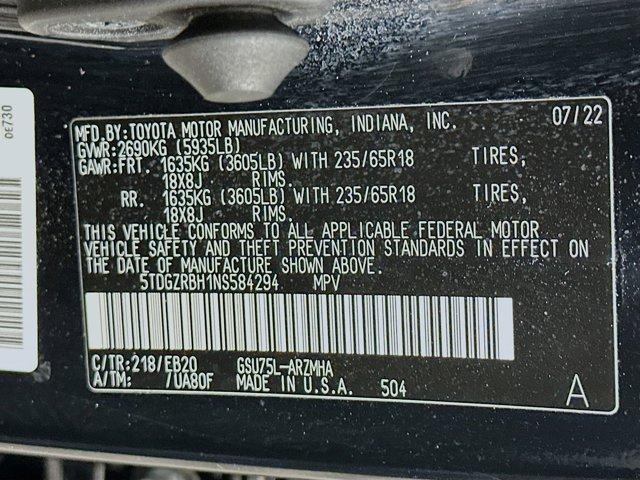 OE730
MFD.BY:TOYOTA MOTOR MANUFACTURING, INDIANA, INC. 07/22
GVWR:2690KG (5935LB)
GAWR:FRT. 1635KG (3605LB) WITH 235/65R18 TIRES,
18X8J RIMS.
RR. 1635KG (3605LB) WITH 235/65R18 TIRES,
18X8J RIMS.
THIS VEHICLE CONFORMS TO ALL APPLICABLE FEDERAL MOTOR
VEHICLE SAFETY AND THEFT PREVENTION STANDARDS IN EFFECT ON
THE DATE OF MANUFACTURE SHOWN ABOVE.
5TDGZRBH1NS584294 MPV
C/TR:218/EB20 GSU75L-ARZMHA
A/TM: /UA80F MADE IN U.S.A. 504 A